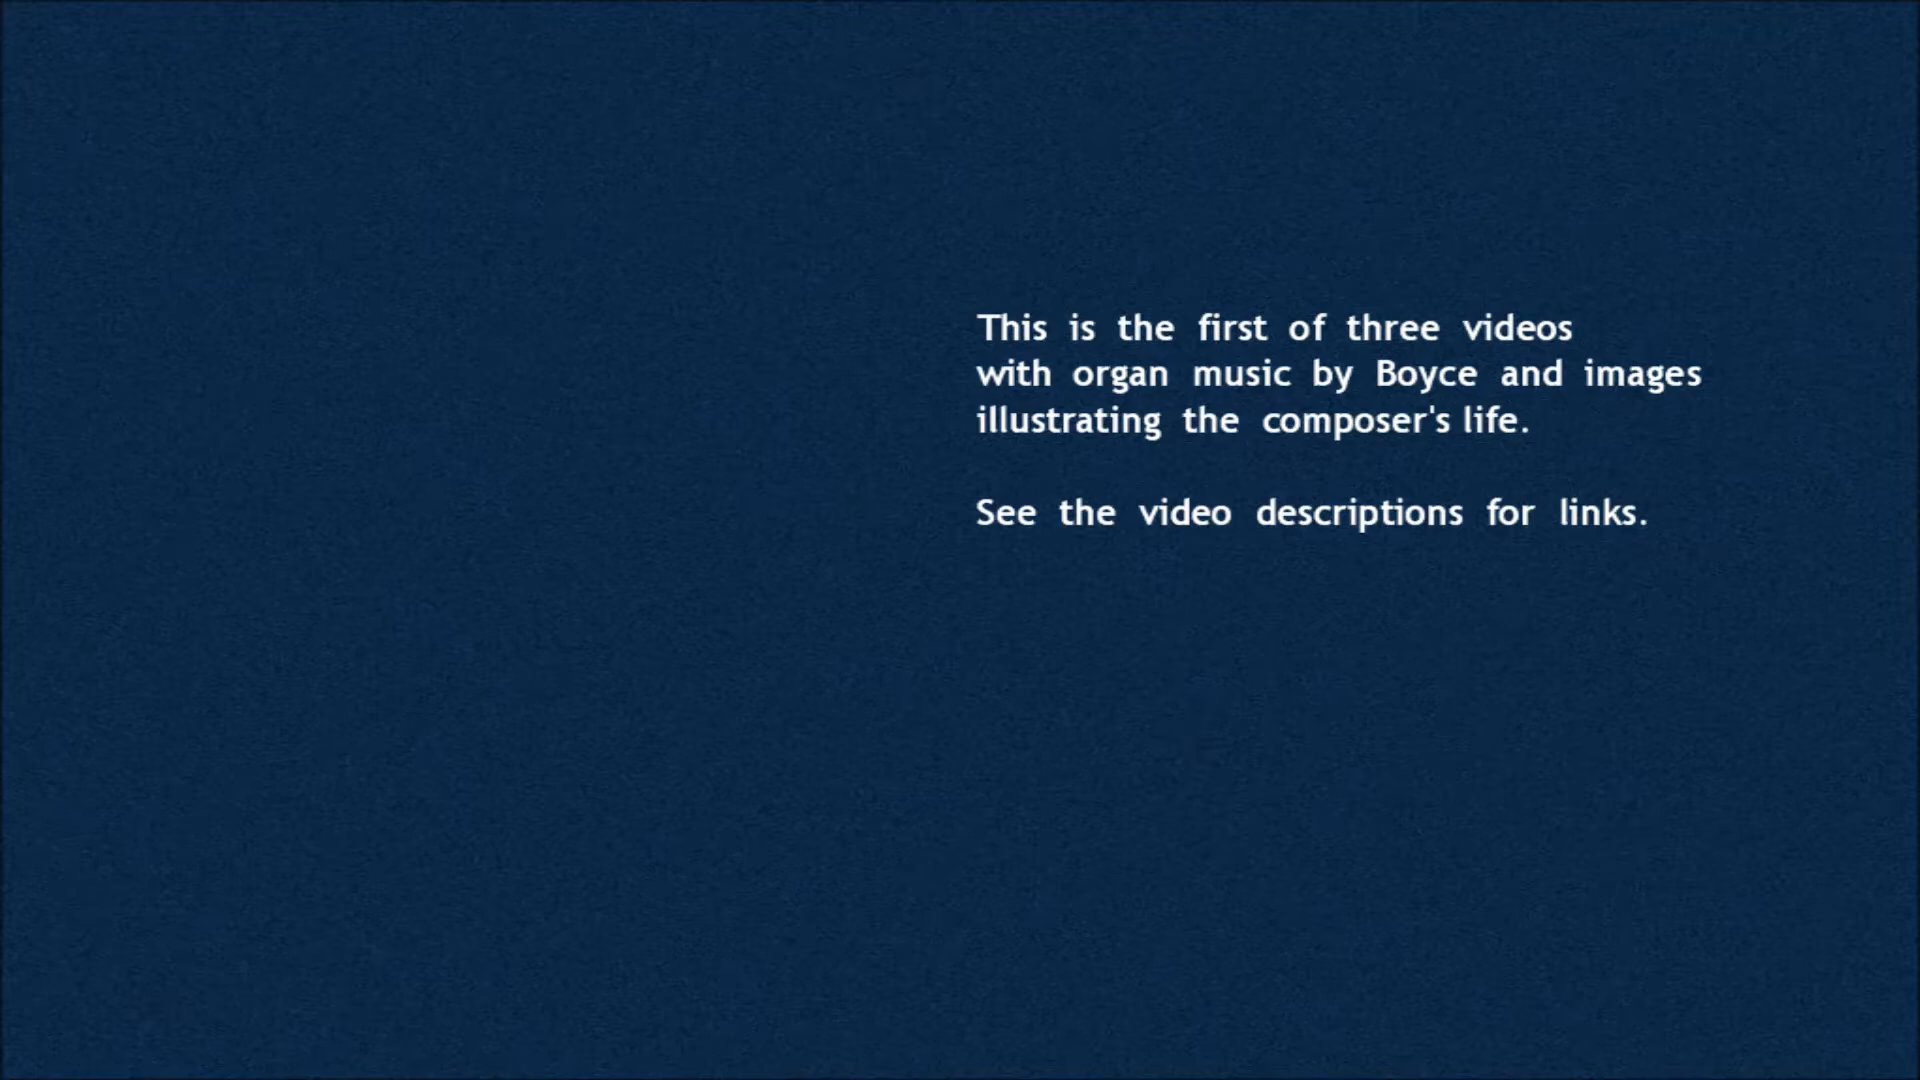 This is the first of three videos
with organ music by Boyce and images
illustrating the composer's life.
See the video descriptions for links.